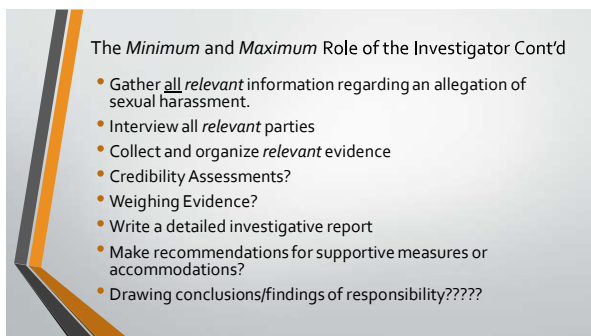 The Minimum and Maximum Role of the Investigator Cont'd
• Gather all relevant information regarding an allegation of
sexual harassment.
• Interview all relevant parties
• Collect and organize relevant evidence
• Credibility Assessments?
• Weighing Evidence?
• Write a detailed investigative report
• Make recommendations for supportive measures or
accommodations?
• Drawing conclusions/findings of responsibility?????